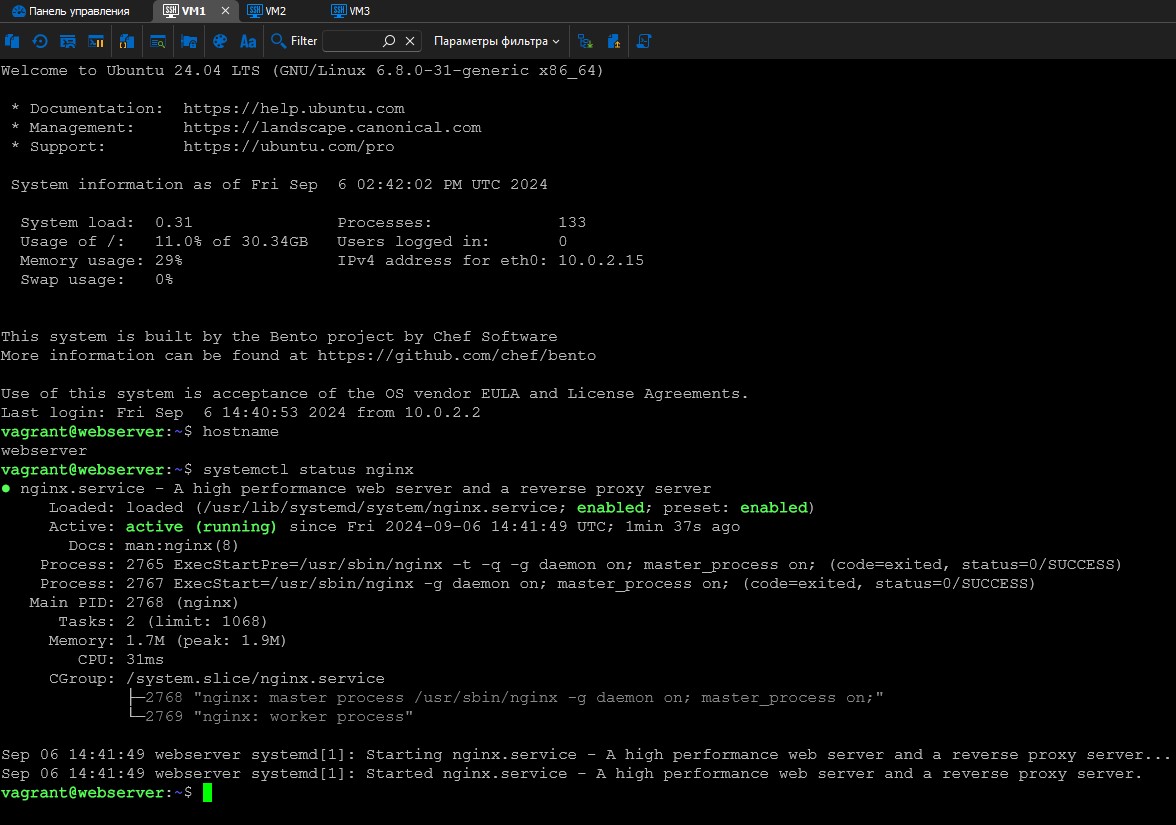 Панель управления VM1 VM2 VM3
Aa Filter Параметры фильтра
Welcome to Ubuntu 24.04 LTS (GNU/Linux 6.8.0-31-generic x86_64)
* Documentation: https://help.ubuntu.com
* Management: https://landscape.canonical.com
* Support: https://ubuntu.com/pro
System information as of Fri Sep 6 02:42:02 PM UTC 2024
System load: 0.31 Processes: 133
Usage of /: 11.0% of 30.34GB Users logged in: 0
Memory usage: 29% IPv4 address for eth0: 10.0.2.15
Swap usage: 0%
This system is built by the Bento project by Chef Software
More information can be found at https://github.com/chef/bento
Use of this system is acceptance of the OS vendor EULA and License Agreements.
Last login: Fri Sep 6 14:40:53 2024 from 10.0.2.2
vagrant@webserver:~$ hostname
webserver
vagrant@webserver:~$ systemctl status nginx
● nginx.service - A high performance web server and a reverse proxy server
Loaded: loaded (/usr/lib/systemd/system/nginx.service; enabled; preset: enabled)
Active: active (running) since Fri 2024-09-06 14:41:49 UTC; 1min 37s ago
Docs: man:nginx(8)
Process: 2765 ExecStartPre=/usr/sbin/nginx -t -q -g daemon on; master_process on; (code=exited, status=0/SUCCESS)
Process: 2767 ExecStart=/usr/sbin/nginx -g daemon on; master_process on; (code=exited, status=0/SUCCESS)
Main PID: 2768 (nginx)
Tasks: 2 (limit: 1068)
Memory: 1.7M (peak: 1.9M)
CPU: 31ms
CGroup: /system.slice/nginx.service
├─2768 "nginx: master process /usr/sbin/nginx -g daemon on; master_process on;"
└─2769 "nginx: worker process"
Sep 06 14:41:49 webserver systemd[1]: Starting nginx.service - A high performance web server and a reverse proxy server...
Sep 06 14:41:49 webserver systemd[1]: Started nginx.service - A high performance web server and a reverse proxy server.
vagrant@webserver:~$